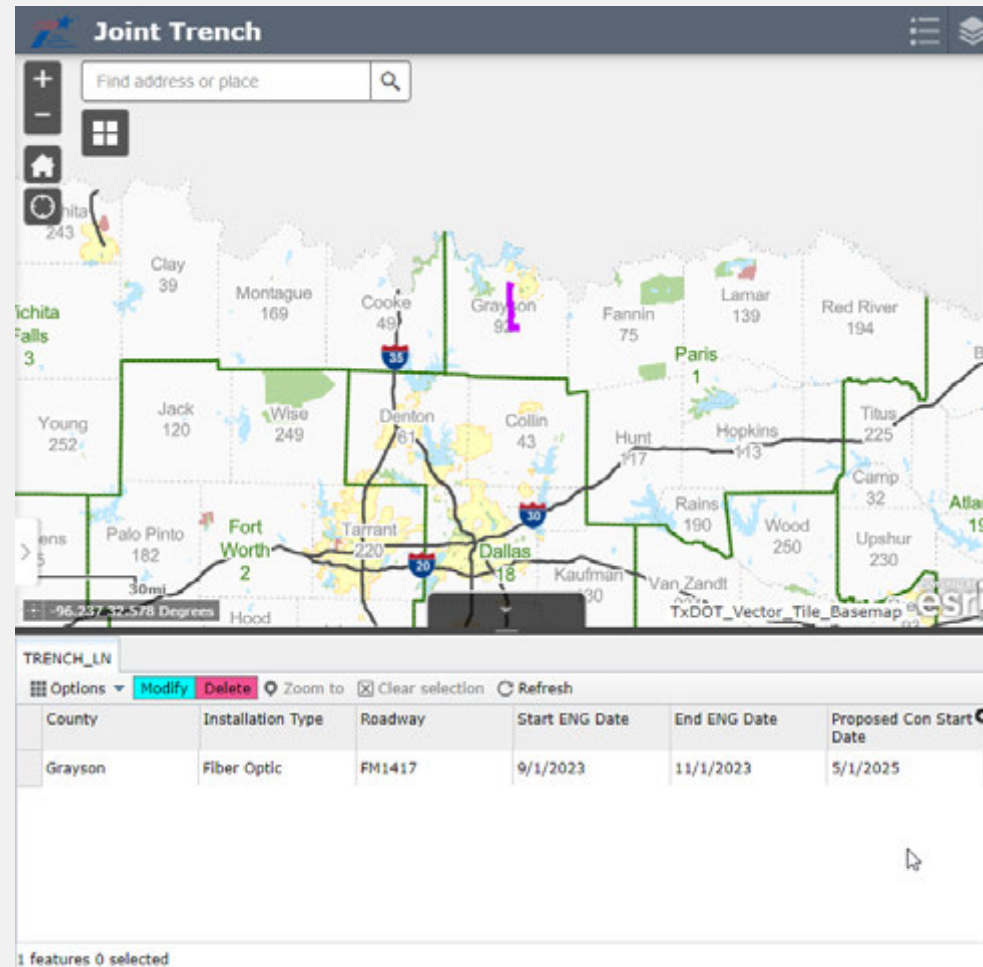 Joint Trench
+
Find address or place
−
hita
243
Clay
39
Montague
169
Cooke
49
Grayson
92
Fannin
75
Lamar
139
Red River
194
ichita
Falls
3
35
Paris
1
Young
252
Jack
120
Wise
249
Denton
61
Collin
43
Hunt
117
Hopkins
113
Titus
225
Camp
32
Rains
190
Wood
250
Upshur
230
Atlan
19
ens
Palo Pinto
182
Fort
Worth
2
Tarrant
220
30
20
Dallas
18
Kaufman
130
Van Zandt
30mi
-96.237 32.578 Degrees
Hood
TxDOT_Vector_Tile_Basemap
esri
TRENCH_LN
Options Modify Delete Zoom to Clear selection Refresh
County Installation Type Roadway Start ENG Date End ENG Date Proposed Con Start
Date
Grayson Fiber Optic FM1417 9/1/2023 11/1/2023 5/1/2025
1 features 0 selected